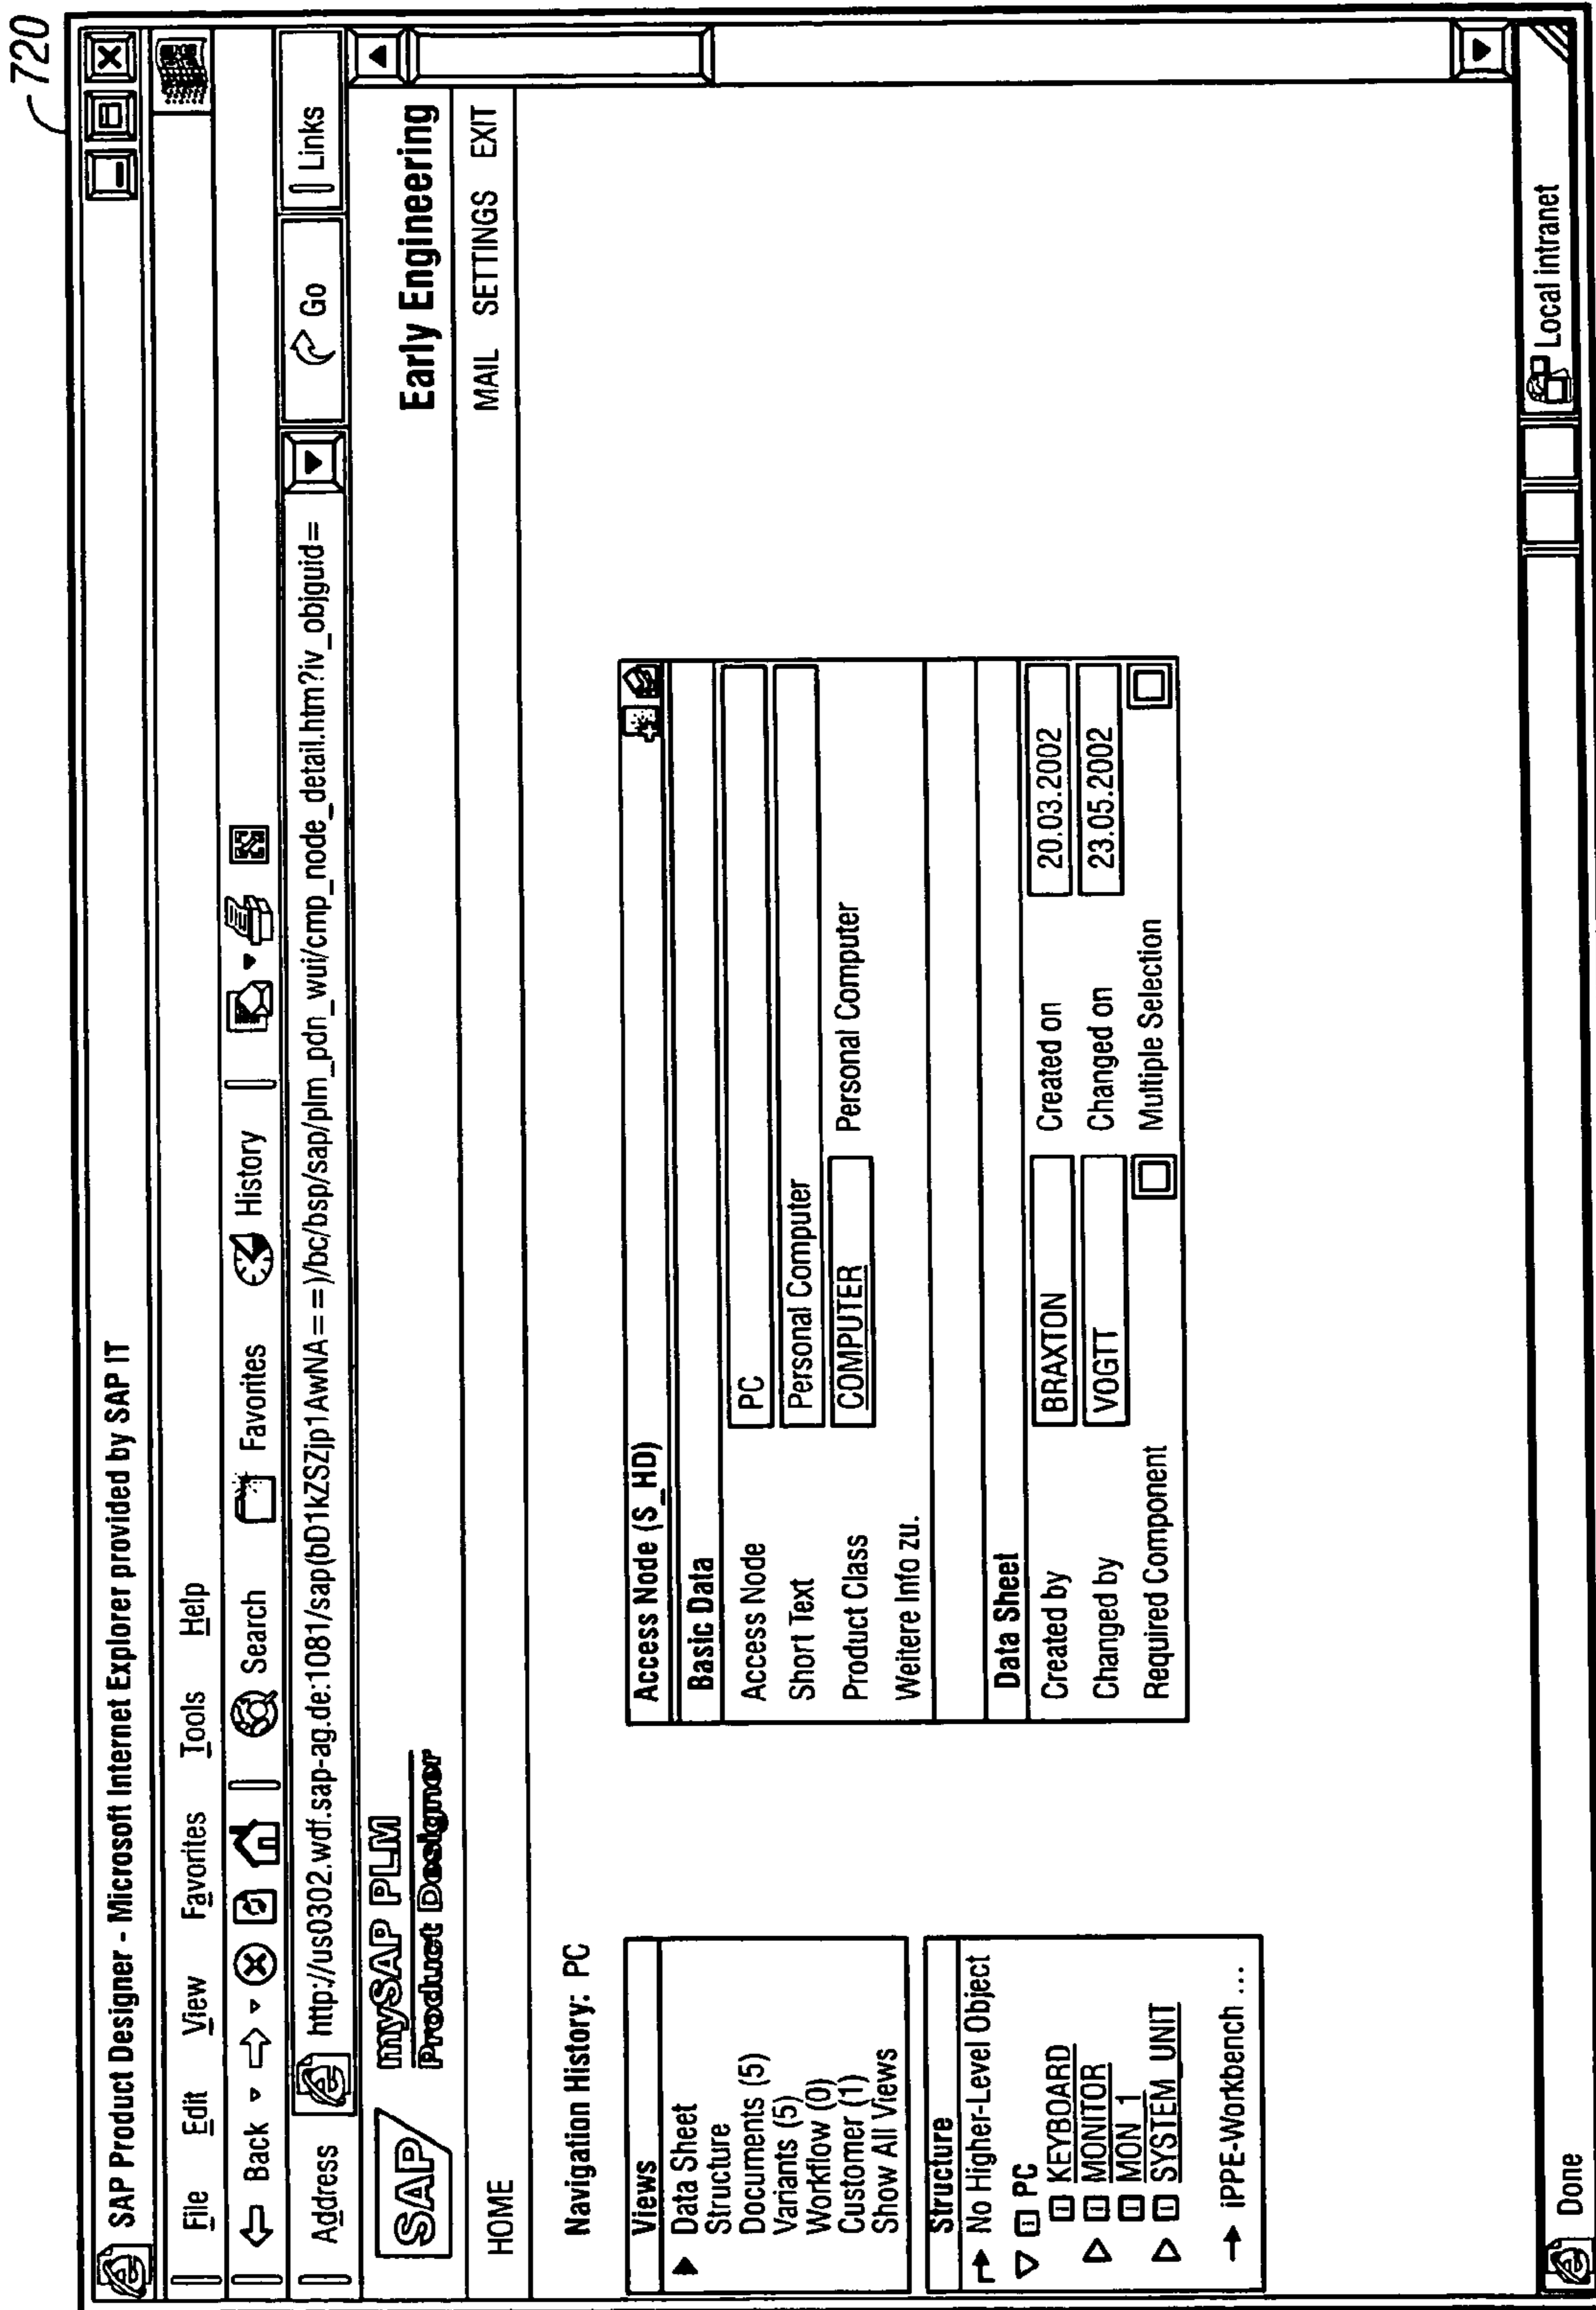 720
SAP Product Designer - Microsoft Internet Explorer provided by SAP IT
File Edit View Favorites Tools Help
Back Search Favorites History
Address http://us0302.wdf.sap-ag.de:1081/sap(bD1kZSZjp1AwNA==)/bc/bsp/sap/plm_pdn_wui/cmp_node_detail.htm?iv_objguid= Go Links
SAP mySAP PLM
Product Designer Early Engineering
HOME MAIL SETTINGS EXIT
Navigation History: PC
Views
Data Sheet
Structure
Documents (5)
Variants (5)
Workflow (0)
Customer (1)
Show All Views
Structure
No Higher-Level Object
PC
KEYBOARD
MONITOR
MON_1
SYSTEM_UNIT
iPPE-Workbench ...
Access Node (S_HD)
Basic Data
Access Node PC
Short Text Personal Computer
Product Class COMPUTER Personal Computer
Weitere Info zu.
Data Sheet
Created by BRAXTON Created on 20.03.2002
Changed by VOGTT Changed on 23.05.2002
Required Component Multiple Selection
Done Local intranet